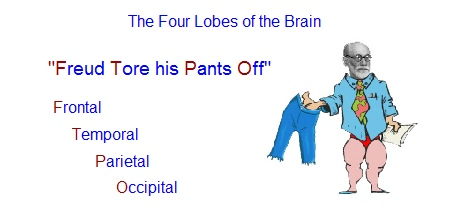 The Four Lobes of the Brain
"Freud Tore his Pants Off"
Frontal
Temporal
Parietal
Occipital